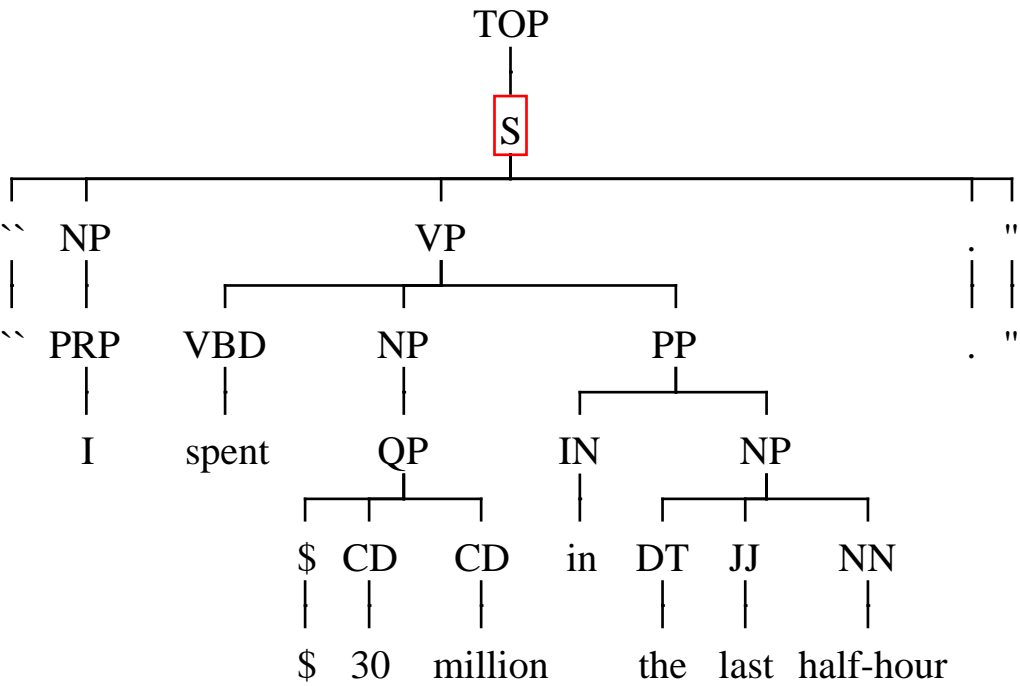 TOP
S
`` NP VP . "
`` PRP VBD NP PP . "
I spent QP IN NP
$ CD CD in DT JJ NN
$ 30 million the last half-hour